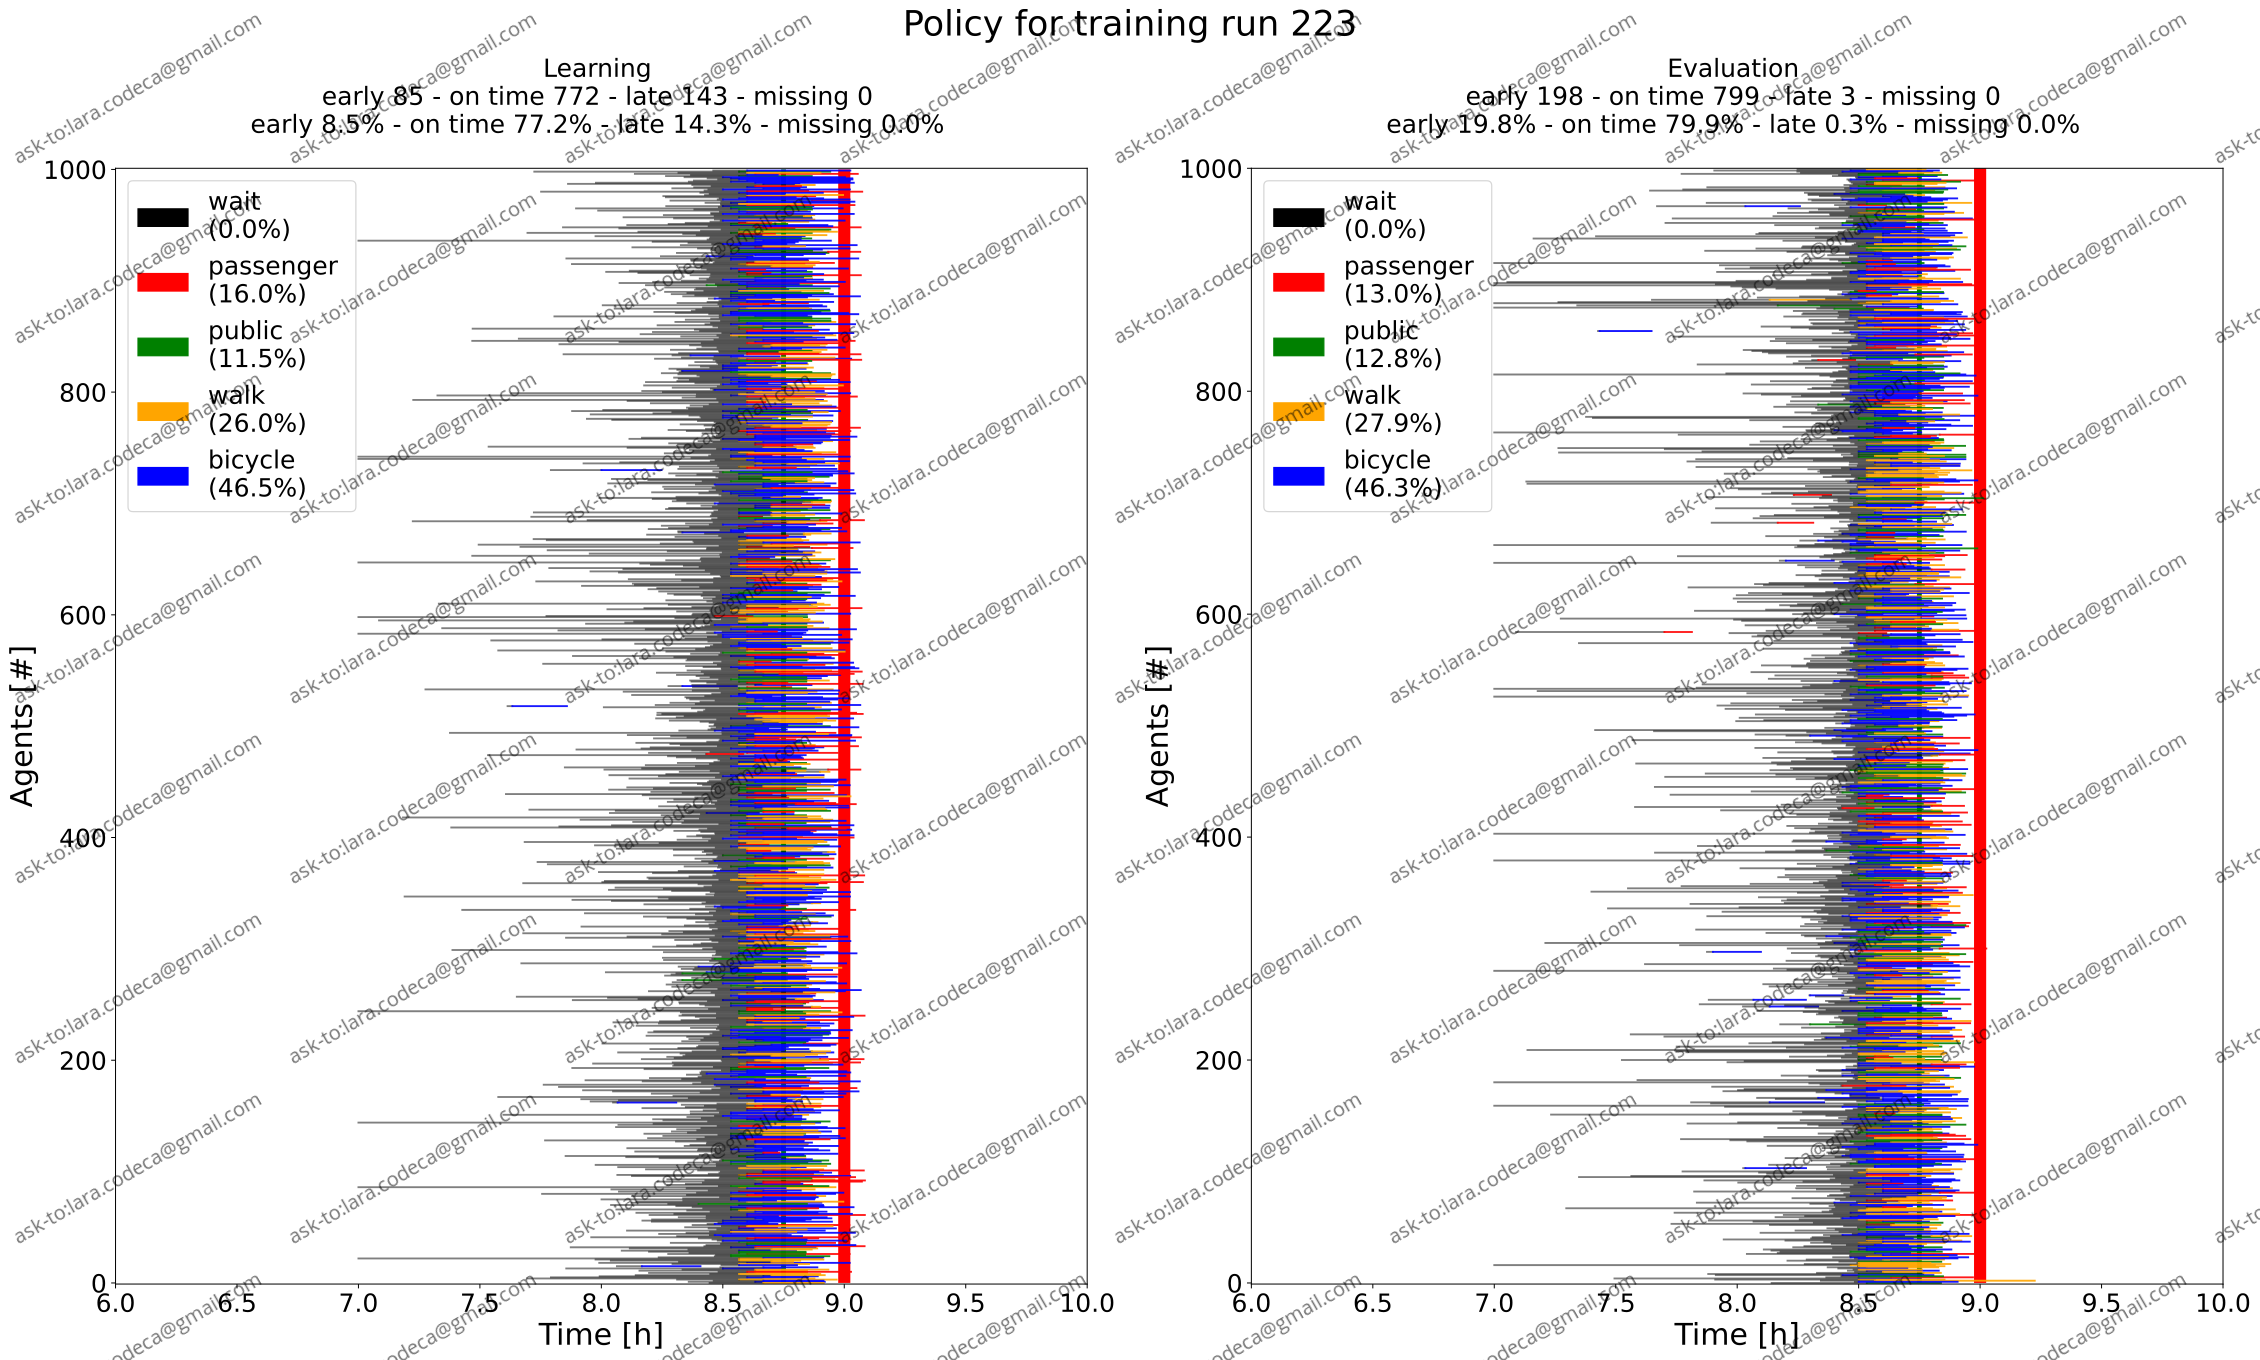 Policy for training run 223
Learning
early 85 - on time 772 - late 143 - missing 0
early 8.5% - on time 77.2% - late 14.3% - missing 0.0%
1000
800
600
400
200
0
Agents [#]
wait
(0.0%)
passenger
(16.0%)
public
(11.5%)
walk
(26.0%)
bicycle
(46.5%)
6.0 6.5 7.0 7.5 8.0 8.5 9.0 9.5 10.0
Time [h]
Evaluation
early 198 - on time 799 - late 3 - missing 0
early 19.8% - on time 79.9% - late 0.3% - missing 0.0%
1000
800
600
400
200
0
Agents [#]
wait
(0.0%)
passenger
(13.0%)
public
(12.8%)
walk
(27.9%)
bicycle
(46.3%)
6.0 6.5 7.0 7.5 8.0 8.5 9.0 9.5 10.0
Time [h]
ask-to:lara.codeca@gmail.com